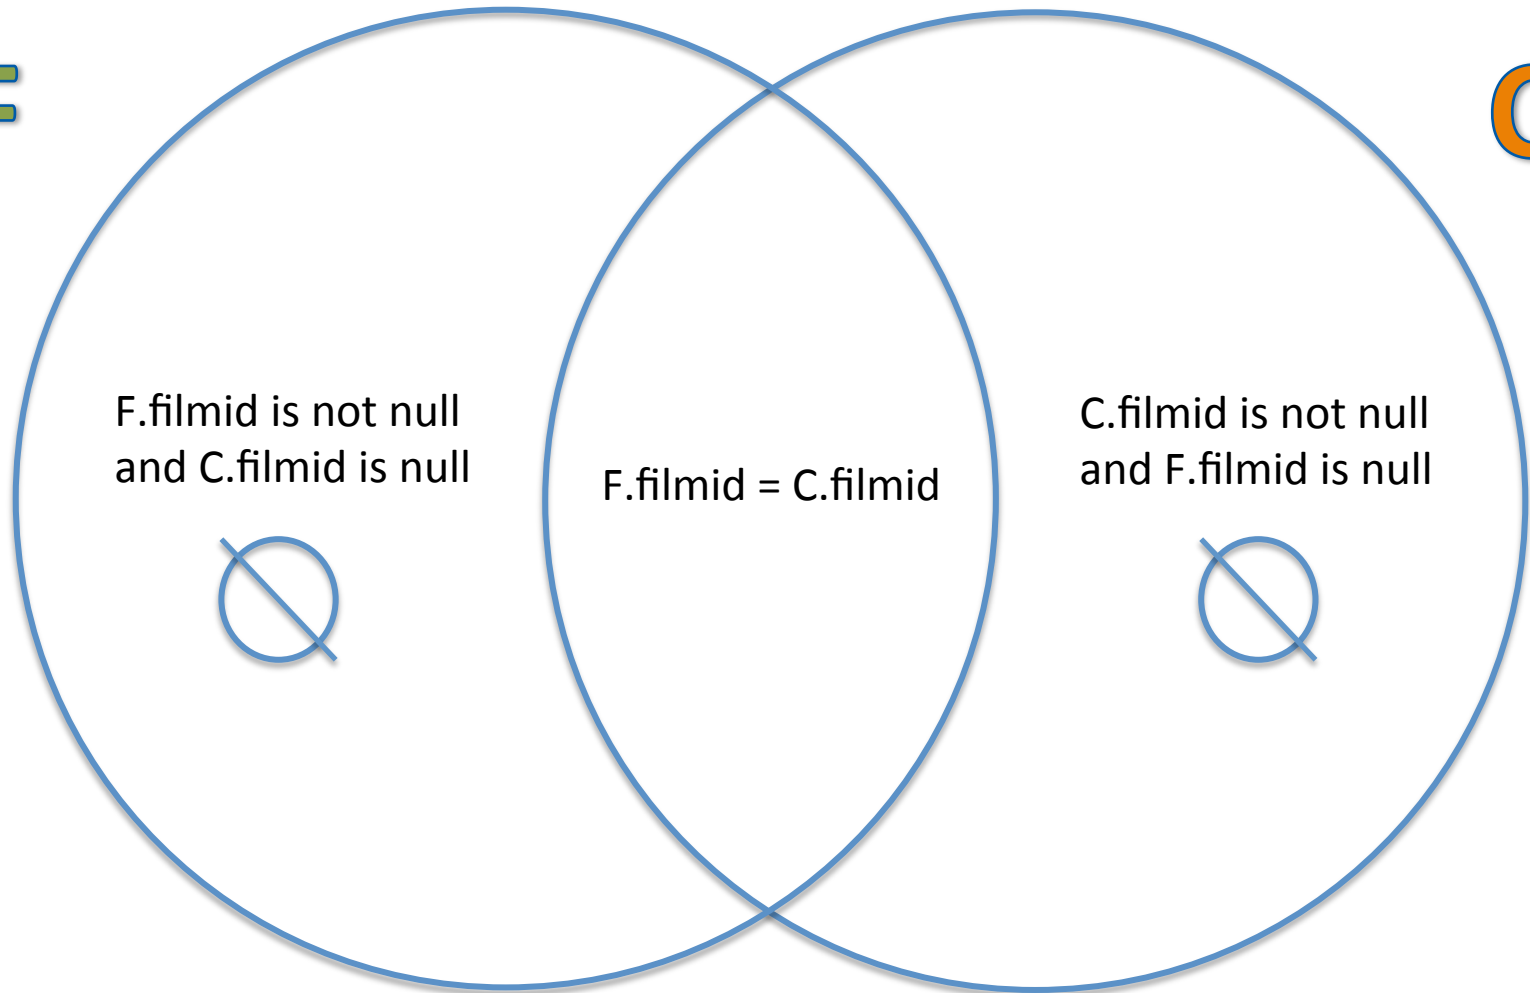 F
C
F.filmid is not null
and C.filmid is null
F.filmid = C.filmid
C.filmid is not null
and F.filmid is null